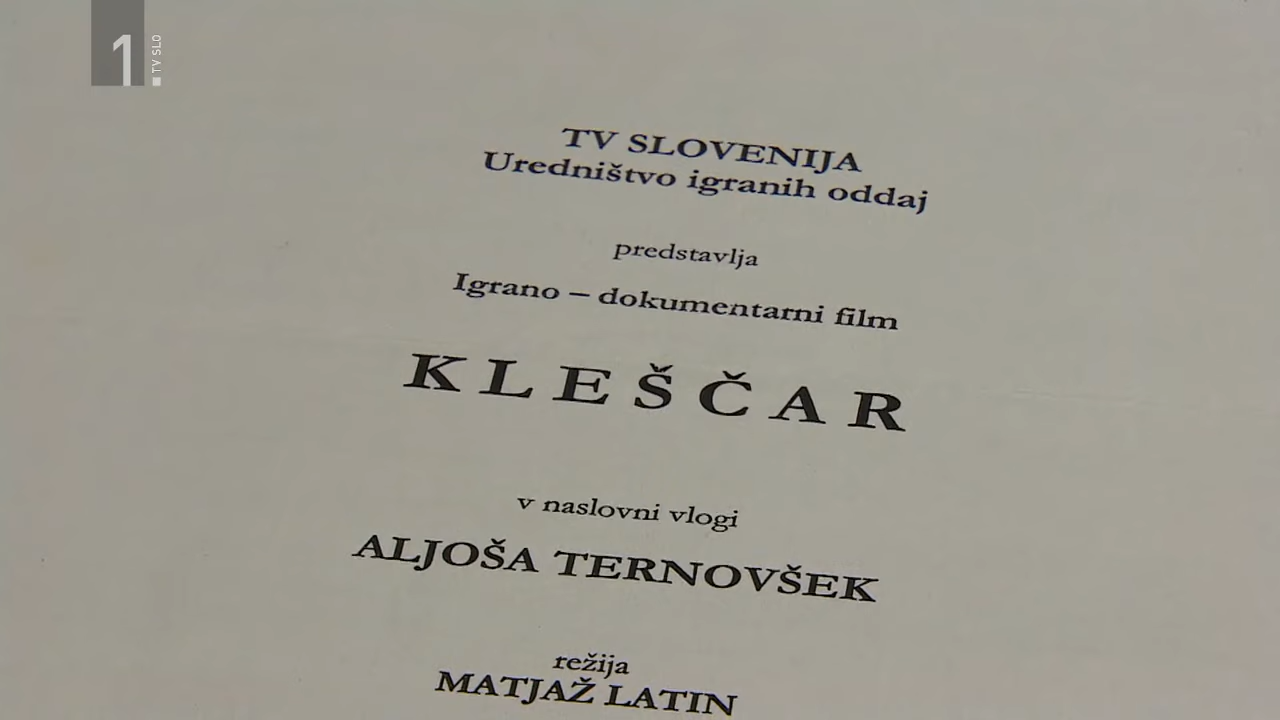 1
TV SLO
TV SLOVENIJA
Uredništvo igranih oddaj
predstavlja
Igrano – dokumentarni film
KLEŠČAR
v naslovni vlogi
ALJOŠA TERNOVŠEK
režija
MATJAŽ LATIN